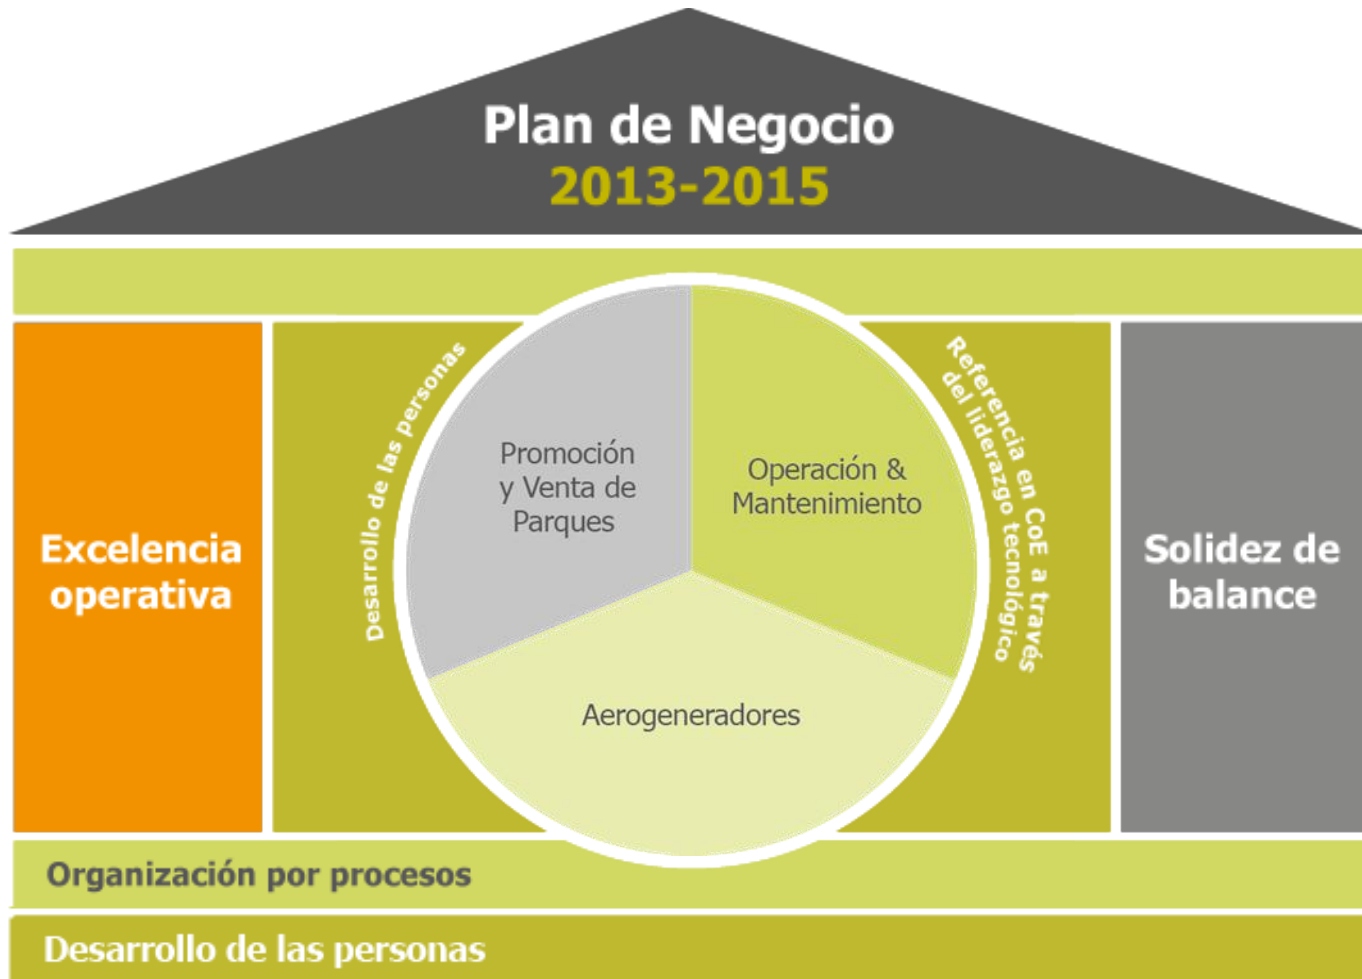 Plan de Negocio
2013-2015
Desarrollo de las personas
Referencia en CoE a través
del liderazgo tecnológico
Promoción
y Venta de
Parques
Operación &
Mantenimiento
Aerogeneradores
Excelencia
operativa
Solidez de
balance
Organización por procesos
Desarrollo de las personas